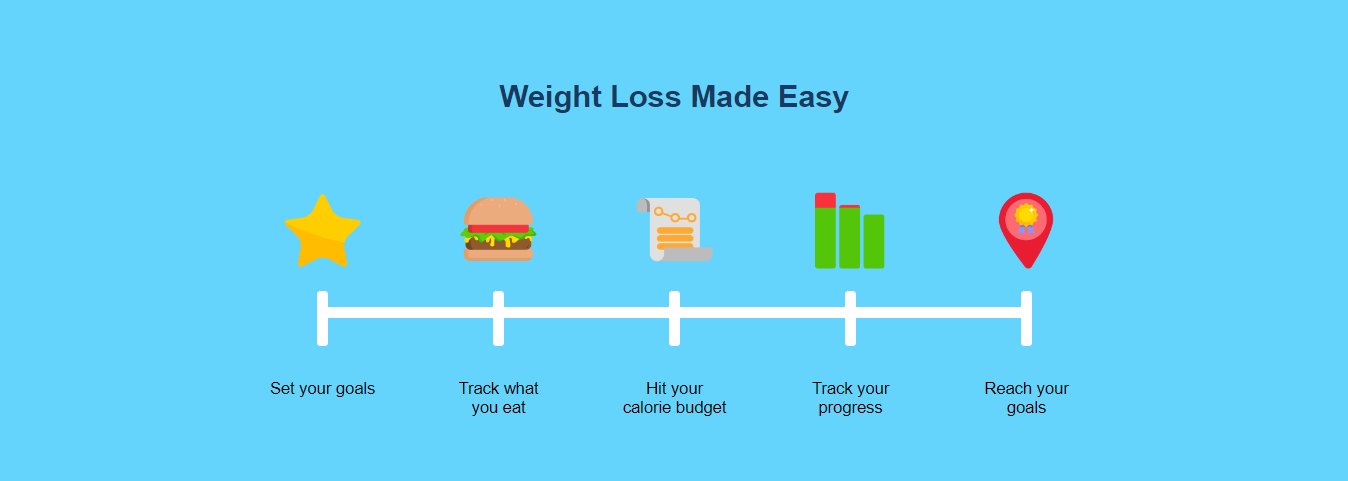 Weight Loss Made Easy
Set your goals
Track what
you eat
Hit your
calorie budget
Track your
progress
Reach your
goals